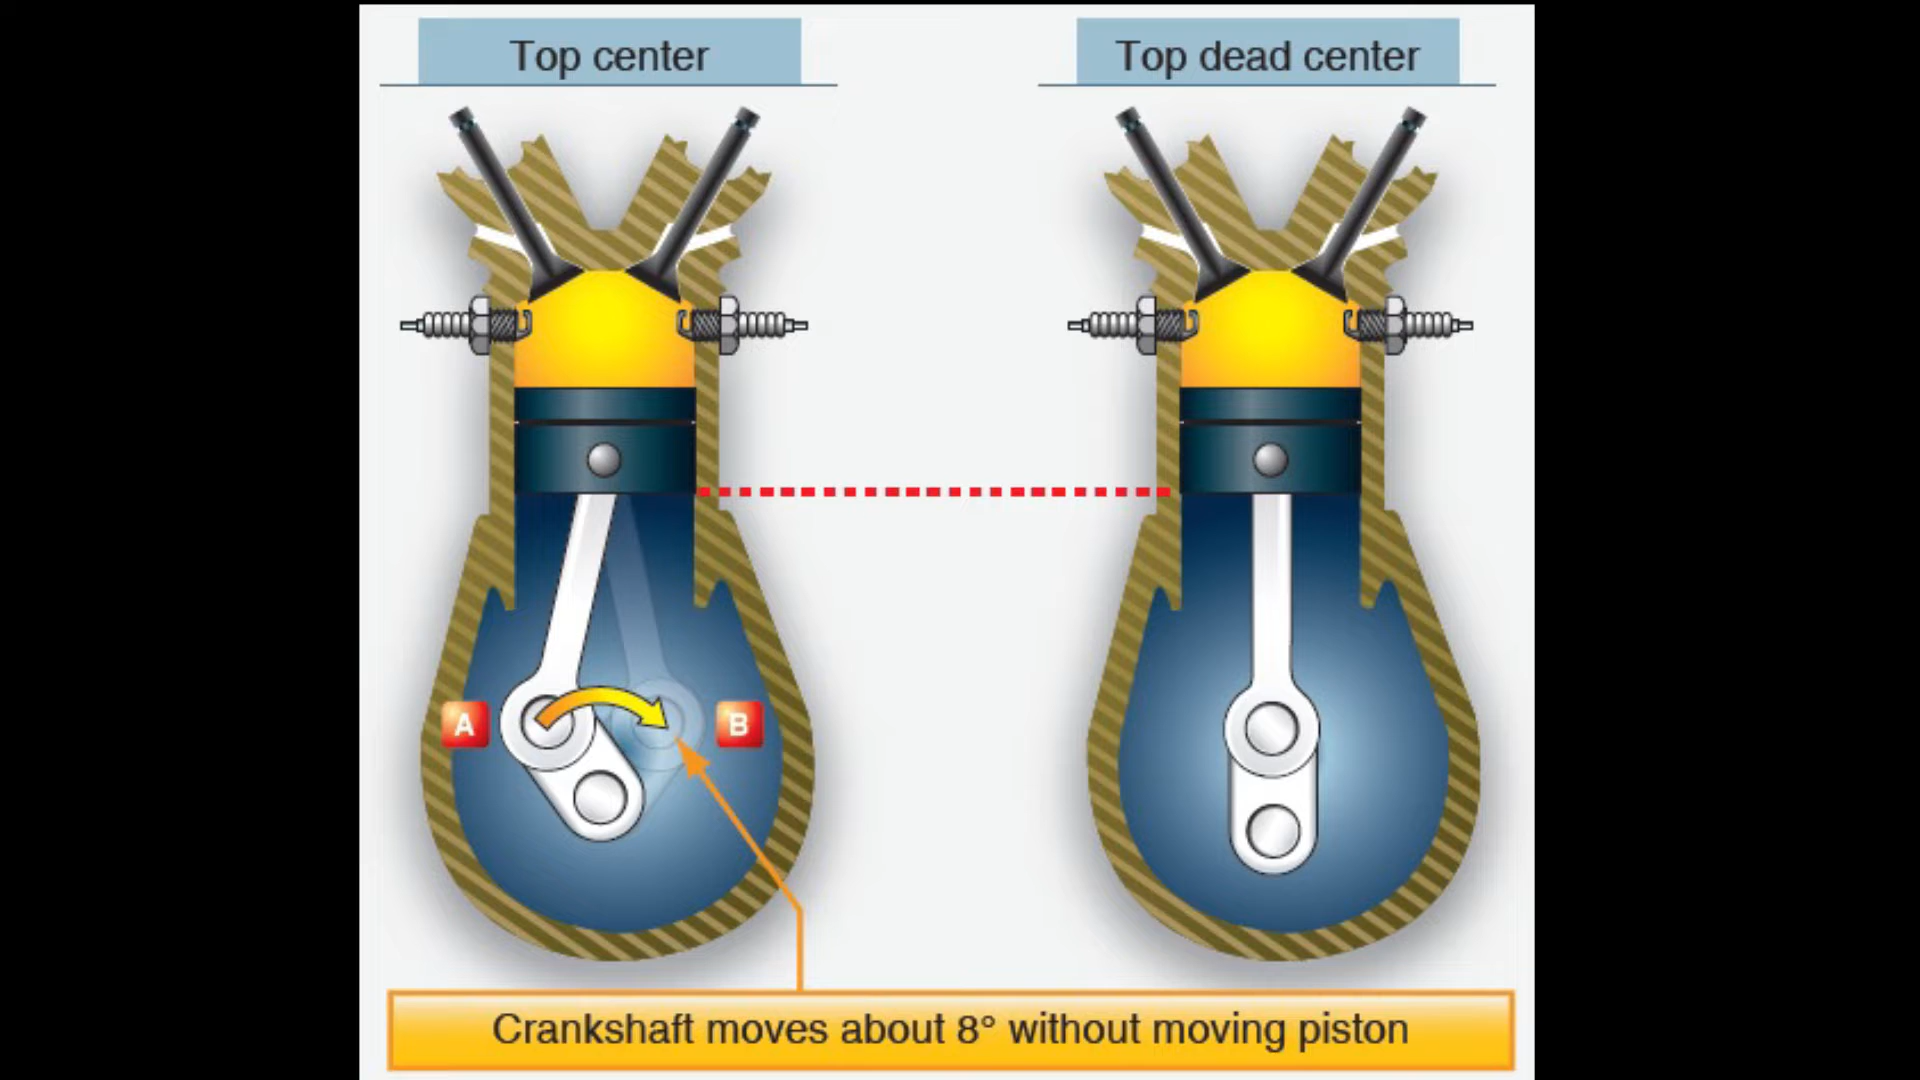 Top center
Top dead center
A
B
Crankshaft moves about 8° without moving piston